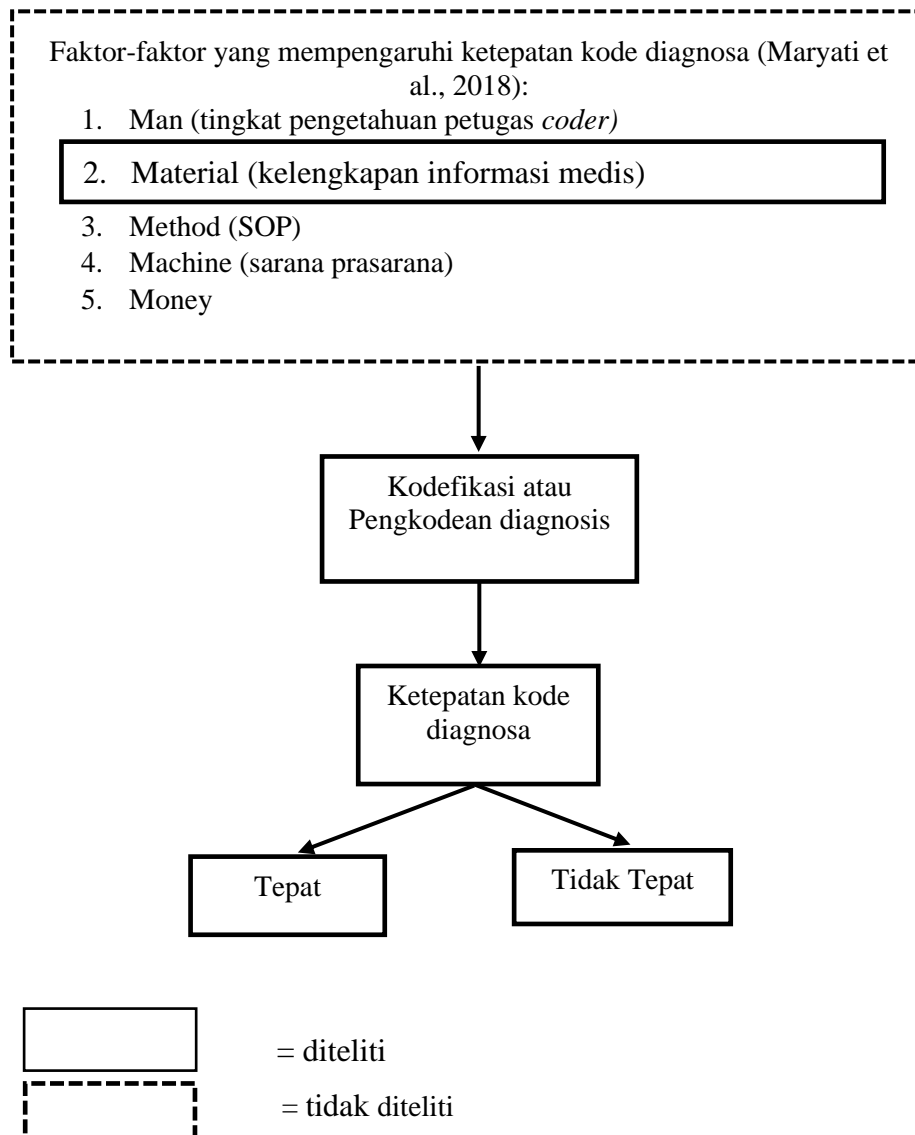 Faktor-faktor yang mempengaruhi ketepatan kode diagnosa (Maryati et
al., 2018):
1. Man (tingkat pengetahuan petugas coder)
2. Material (kelengkapan informasi medis)
3. Method (SOP)
4. Machine (sarana prasarana)
5. Money
Kodefikasi atau
Pengkodean diagnosis
Ketepatan kode
diagnosa
Tepat
Tidak Tepat
= diteliti
= tidak diteliti